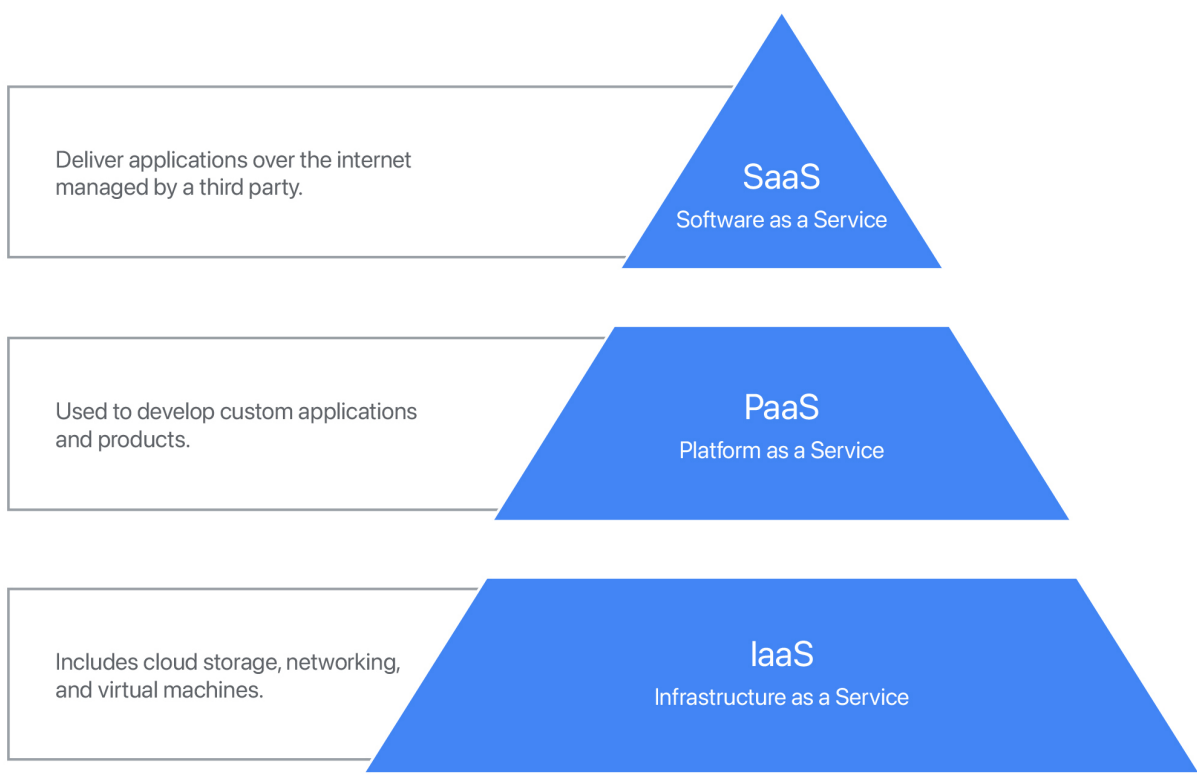 Deliver applications over the internet
managed by a third party.
SaaS
Software as a Service
Used to develop custom applications
and products.
PaaS
Platform as a Service
Includes cloud storage, networking,
and virtual machines.
IaaS
Infrastructure as a Service